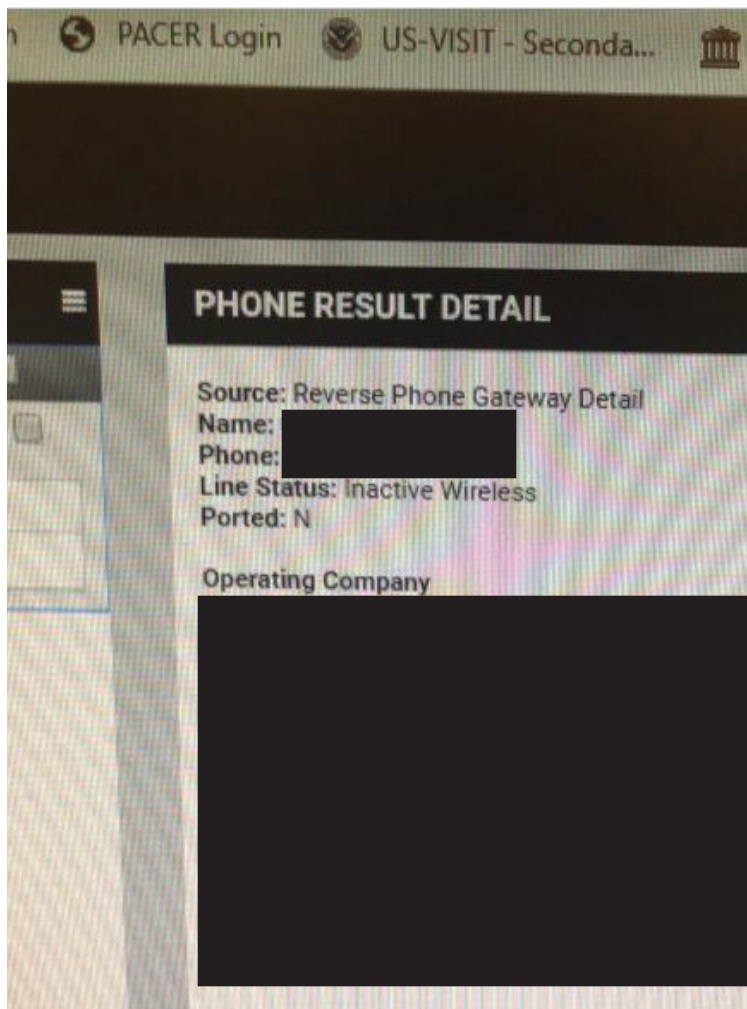 PACER Login US-VISIT - Seconda...
PHONE RESULT DETAIL
Source: Reverse Phone Gateway Detail
Name:
Phone:
Line Status: Inactive Wireless
Ported: N
Operating Company